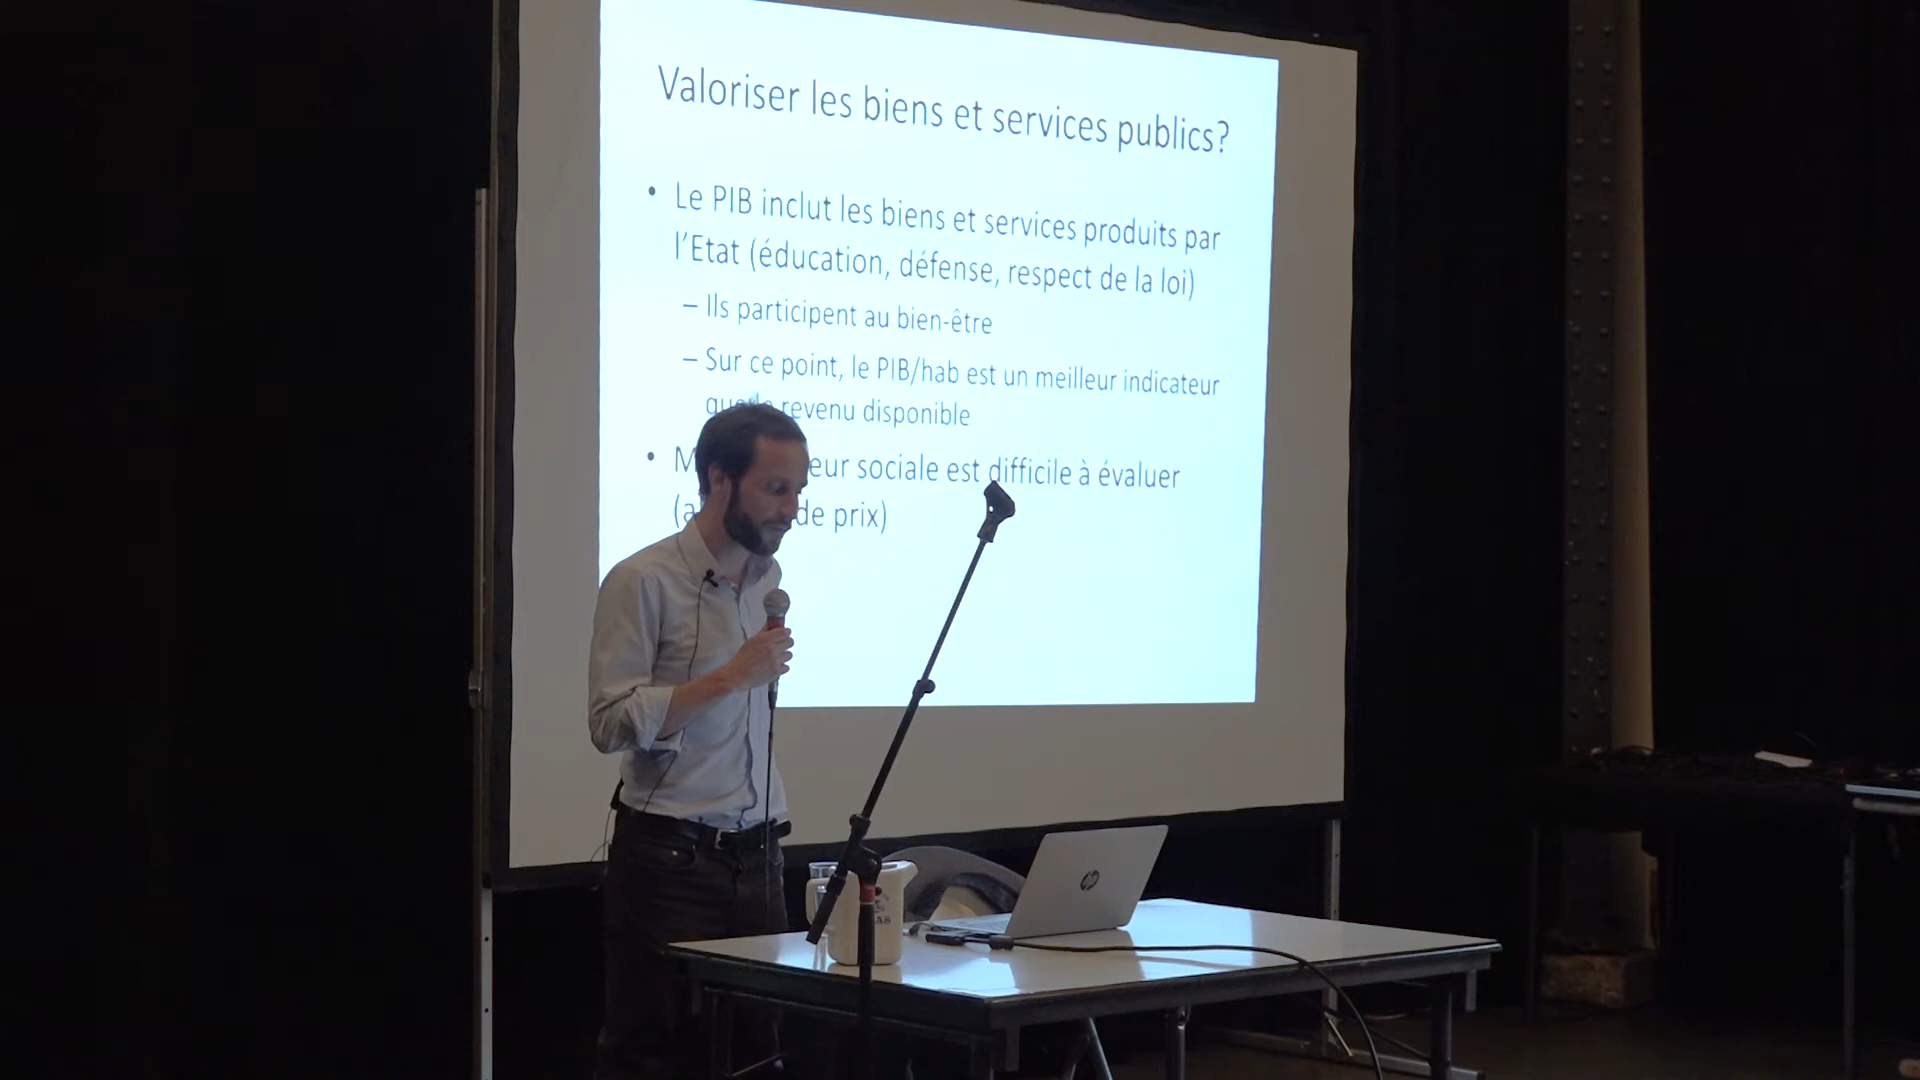 Valoriser les biens et services publics?
• Le PIB inclut les biens et services produits par
l'Etat (éducation, défense, respect de la loi)
– Ils participent au bien-être
– Sur ce point, le PIB/hab est un meilleur indicateur
revenu disponible
• M eur sociale est difficile à évaluer
(a de prix)
hp